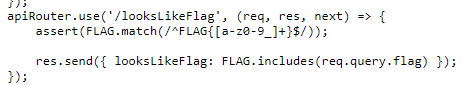 });
apiRouter.use('/looksLikeFlag', (req, res, next) => {
    assert(FLAG.match(/^FLAG{[a-z0-9_]+}$/));

    res.send({ looksLikeFlag: FLAG.includes(req.query.flag) });
});